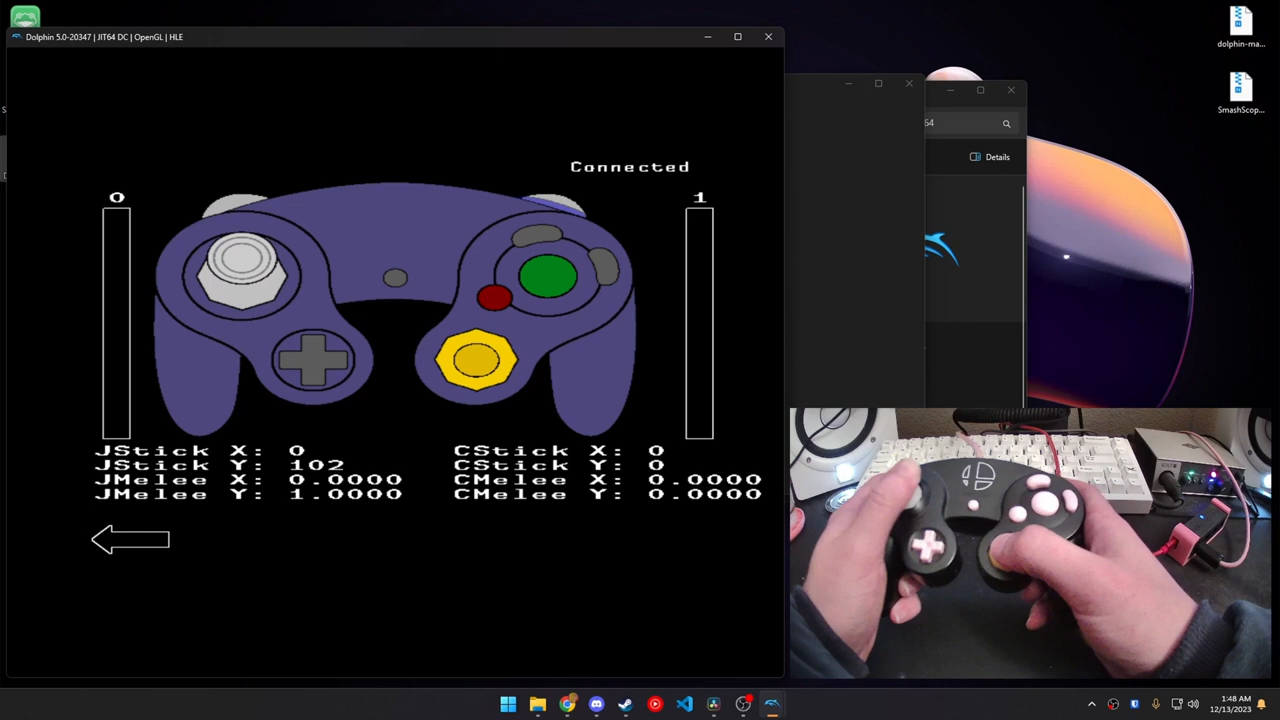 Dolphin 5.0-20347 | JIT64 DC | OpenGL | HLE
dolphin-ma...
SmashScop...
64
Details
Connected
0
1
JStick X: 0
JStick Y: 102
JMelee X: 0.0000
JMelee Y: 1.0000
CStick X: 0
CStick Y: 0
CMelee X: 0.0000
CMelee Y: 0.0000
1:48 AM
12/13/2023